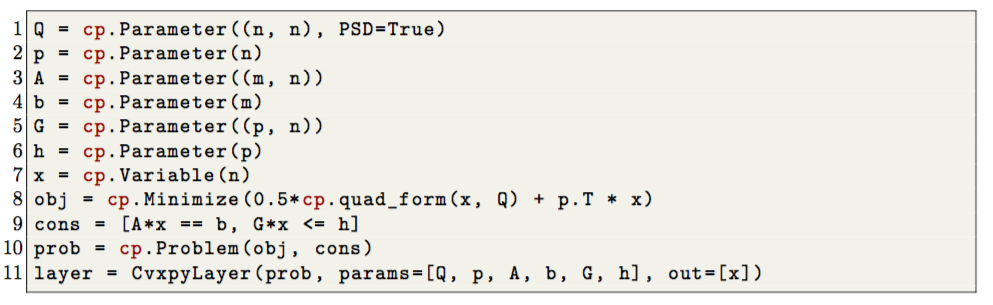 1 Q = cp.Parameter((n, n), PSD=True)
2 p = cp.Parameter(n)
3 A = cp.Parameter((m, n))
4 b = cp.Parameter(m)
5 G = cp.Parameter((p, n))
6 h = cp.Parameter(p)
7 x = cp.Variable(n)
8 obj = cp.Minimize(0.5*cp.quad_form(x, Q) + p.T * x)
9 cons = [A*x == b, G*x <= h]
10 prob = cp.Problem(obj, cons)
11 layer = CvxpyLayer(prob, params=[Q, p, A, b, G, h], out=[x])